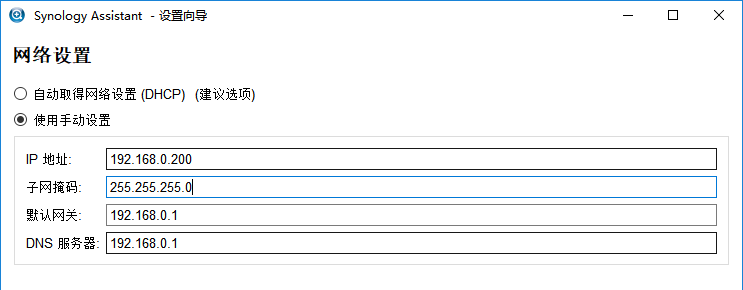 Synology Assistant - 设置向导
网络设置
自动取得网络设置 (DHCP) (建议选项)
使用手动设置
IP 地址: 192.168.0.200
子网掩码: 255.255.255.0
默认网关: 192.168.0.1
DNS 服务器: 192.168.0.1